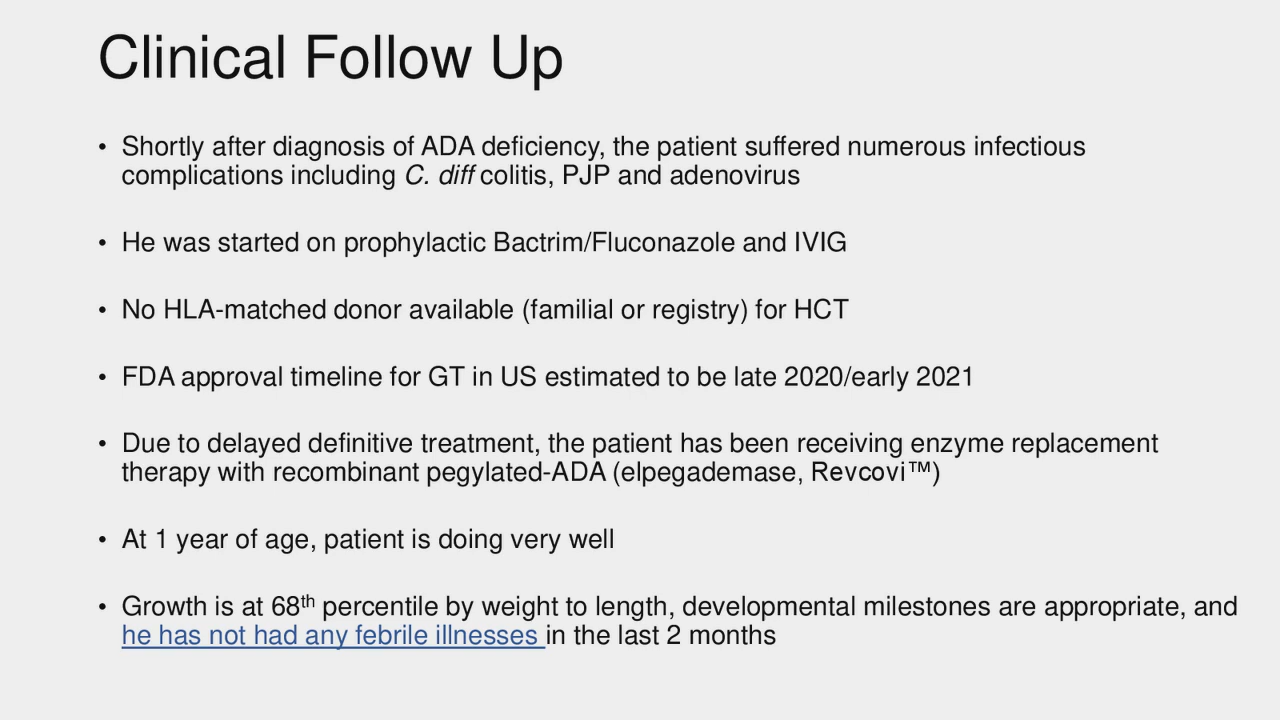 Clinical Follow Up
• Shortly after diagnosis of ADA deficiency, the patient suffered numerous infectious
complications including C. diff colitis, PJP and adenovirus
• He was started on prophylactic Bactrim/Fluconazole and IVIG
• No HLA-matched donor available (familial or registry) for HCT
• FDA approval timeline for GT in US estimated to be late 2020/early 2021
• Due to delayed definitive treatment, the patient has been receiving enzyme replacement
therapy with recombinant pegylated-ADA (elpegademase, Revcovi™)
• At 1 year of age, patient is doing very well
• Growth is at 68th percentile by weight to length, developmental milestones are appropriate, and
he has not had any febrile illnesses in the last 2 months